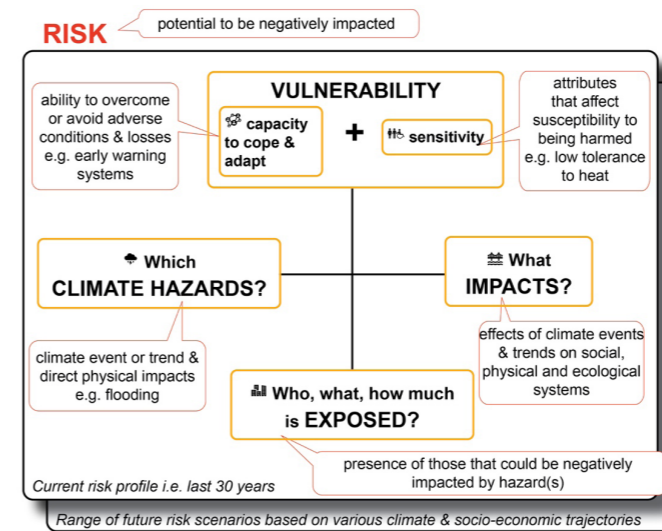 RISK
potential to be negatively impacted
VULNERABILITY
capacity
to cope &
adapt
+
sensitivity
ability to overcome
or avoid adverse
conditions & losses
e.g. early warning
systems
attributes
that affect
susceptibility to
being harmed
e.g. low tolerance
to heat
Which
CLIMATE HAZARDS?
What
IMPACTS?
climate event or trend &
direct physical impacts
e.g. flooding
effects of climate events
& trends on social,
physical and ecological
systems
Who, what, how much
is EXPOSED?
presence of those that could be negatively
impacted by hazard(s)
Current risk profile i.e. last 30 years
Range of future risk scenarios based on various climate & socio-economic trajectories